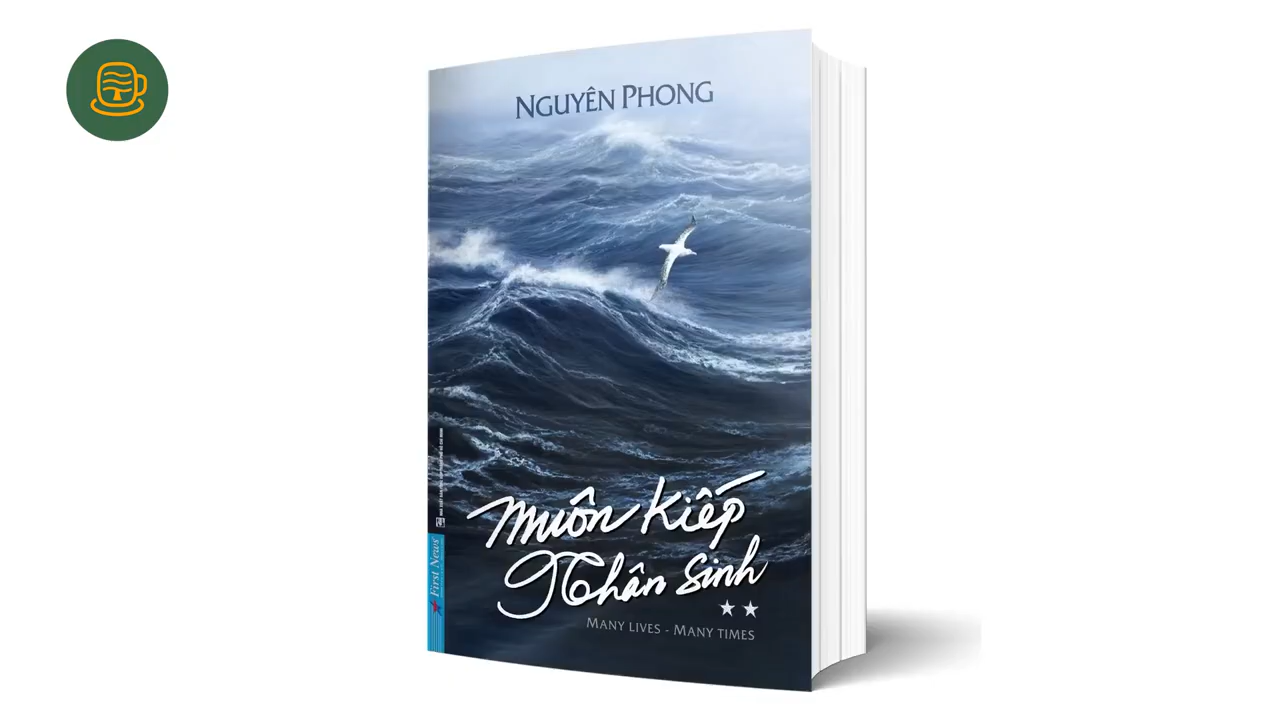 NGUYÊN PHONG
Muôn Kiếp
Nhân Sinh
MANY LIVES - MANY TIMES
First News